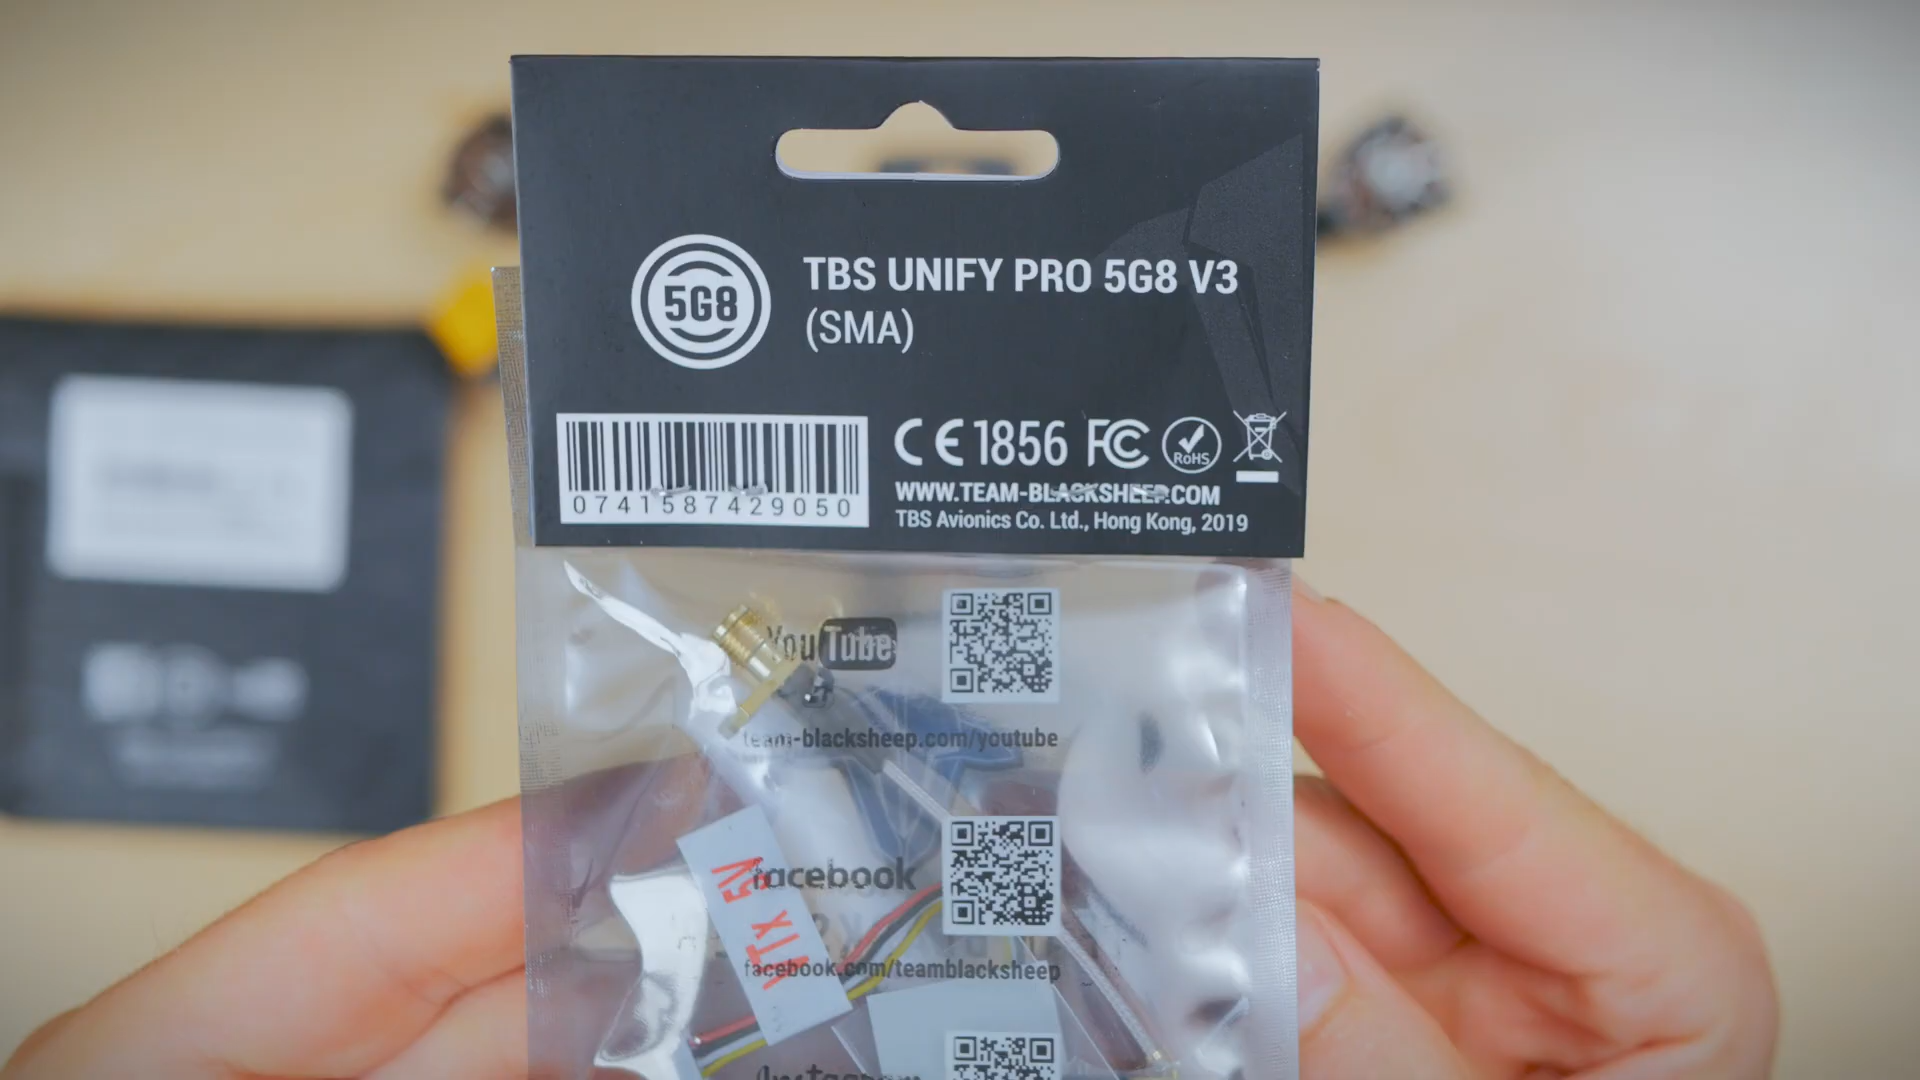 5G8
TBS UNIFY PRO 5G8 V3
(SMA)
0741587429050
CE 1856 FC RoHS
WWW.TEAM-BLACKSHEEP.COM
TBS Avionics Co. Ltd., Hong Kong, 2019
YouTube
team-blacksheep.com/youtube
VTX 5V
facebook
facebook.com/teamblacksheep
Instagram